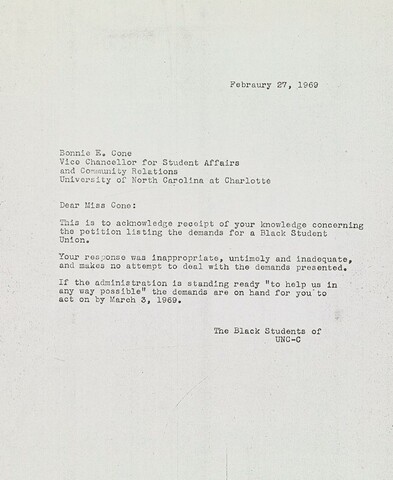 Febraury 27, 1969
Bonnie E. Cone
Vice Chancellor for Student Affairs
and Community Relations
University of North Carolina at Charlotte
Dear Miss Cone:
This is to acknowledge receipt of your knowledge concerning
the petition listing the demands for a Black Student
Union.
Your response was inappropriate, untimely and inadequate,
and makes no attempt to deal with the demands presented.
If the administration is standing ready "to help us in
any way possible" the demands are on hand for you to
act on by March 3, 1969.
The Black Students of
UNC-C